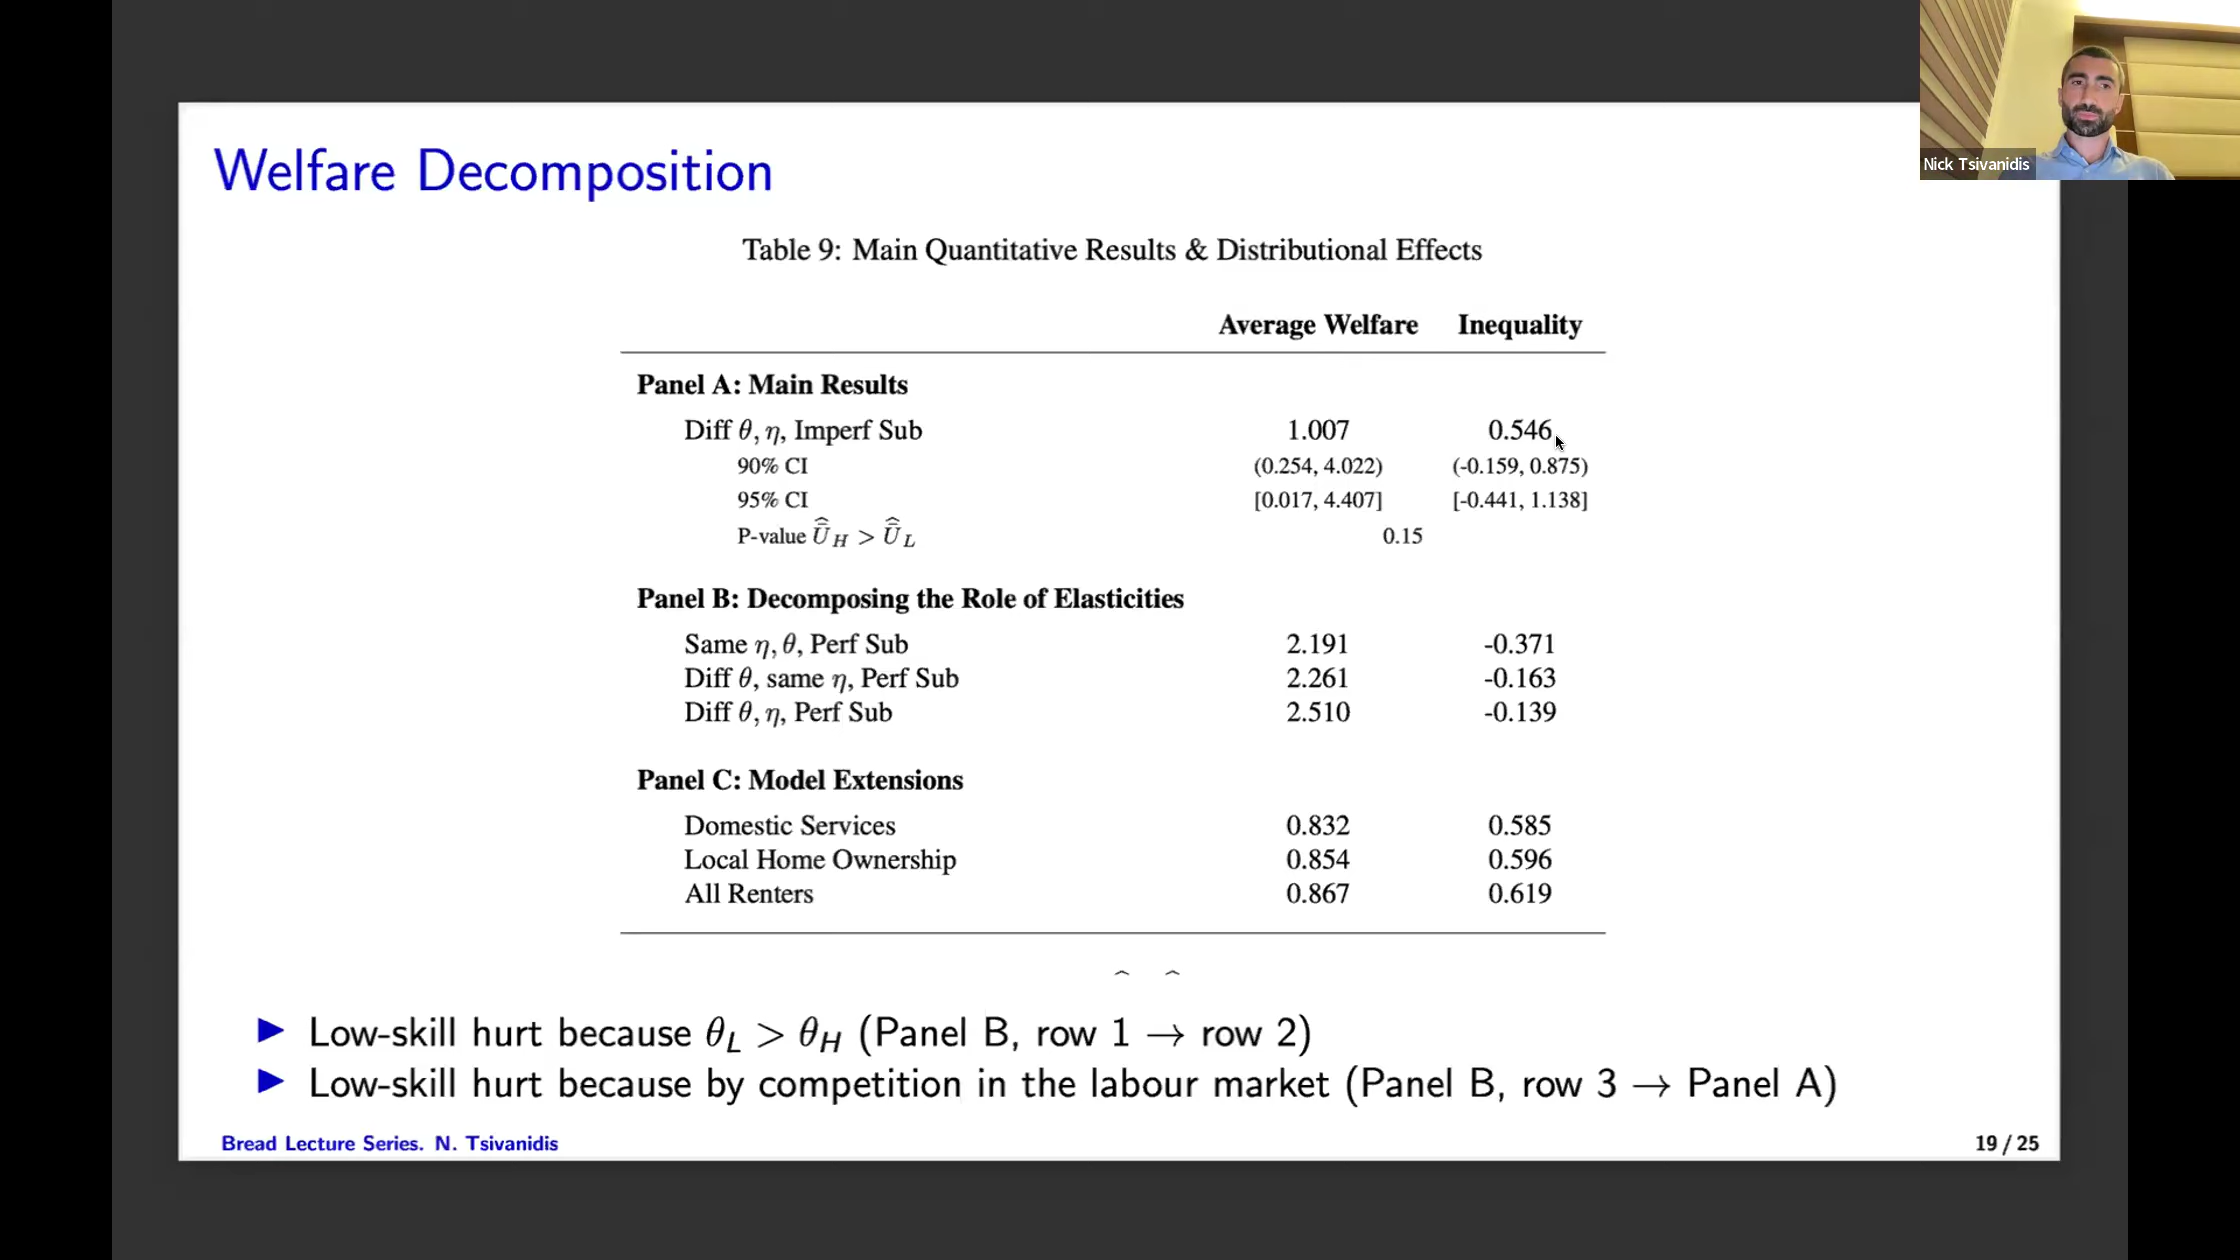 Nick Tsivanidis
Welfare Decomposition
Table 9: Main Quantitative Results & Distributional Effects
Average Welfare Inequality
Panel A: Main Results
Diff θ, η, Imperf Sub 1.007 0.546
90% CI (0.254, 4.022) (-0.159, 0.875)
95% CI [0.017, 4.407] [-0.441, 1.138]
P-value Û̄_H > Û̄_L 0.15
Panel B: Decomposing the Role of Elasticities
Same η, θ, Perf Sub 2.191 -0.371
Diff θ, same η, Perf Sub 2.261 -0.163
Diff θ, η, Perf Sub 2.510 -0.139
Panel C: Model Extensions
Domestic Services 0.832 0.585
Local Home Ownership 0.854 0.596
All Renters 0.867 0.619
▶ Low-skill hurt because θ_L > θ_H (Panel B, row 1 → row 2)
▶ Low-skill hurt because by competition in the labour market (Panel B, row 3 → Panel A)
Bread Lecture Series. N. Tsivanidis 19 / 25